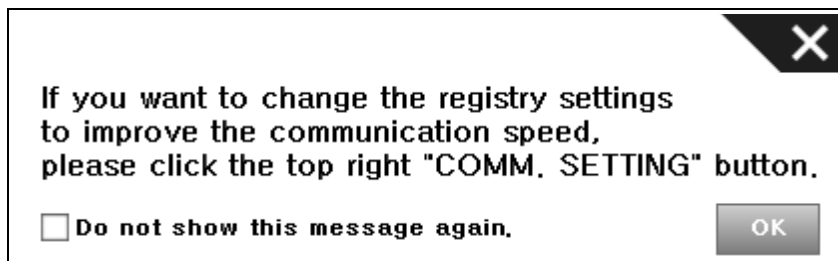 If you want to change the registry settings
to improve the communication speed,
please click the top right "COMM. SETTING" button.
Do not show this message again.
OK